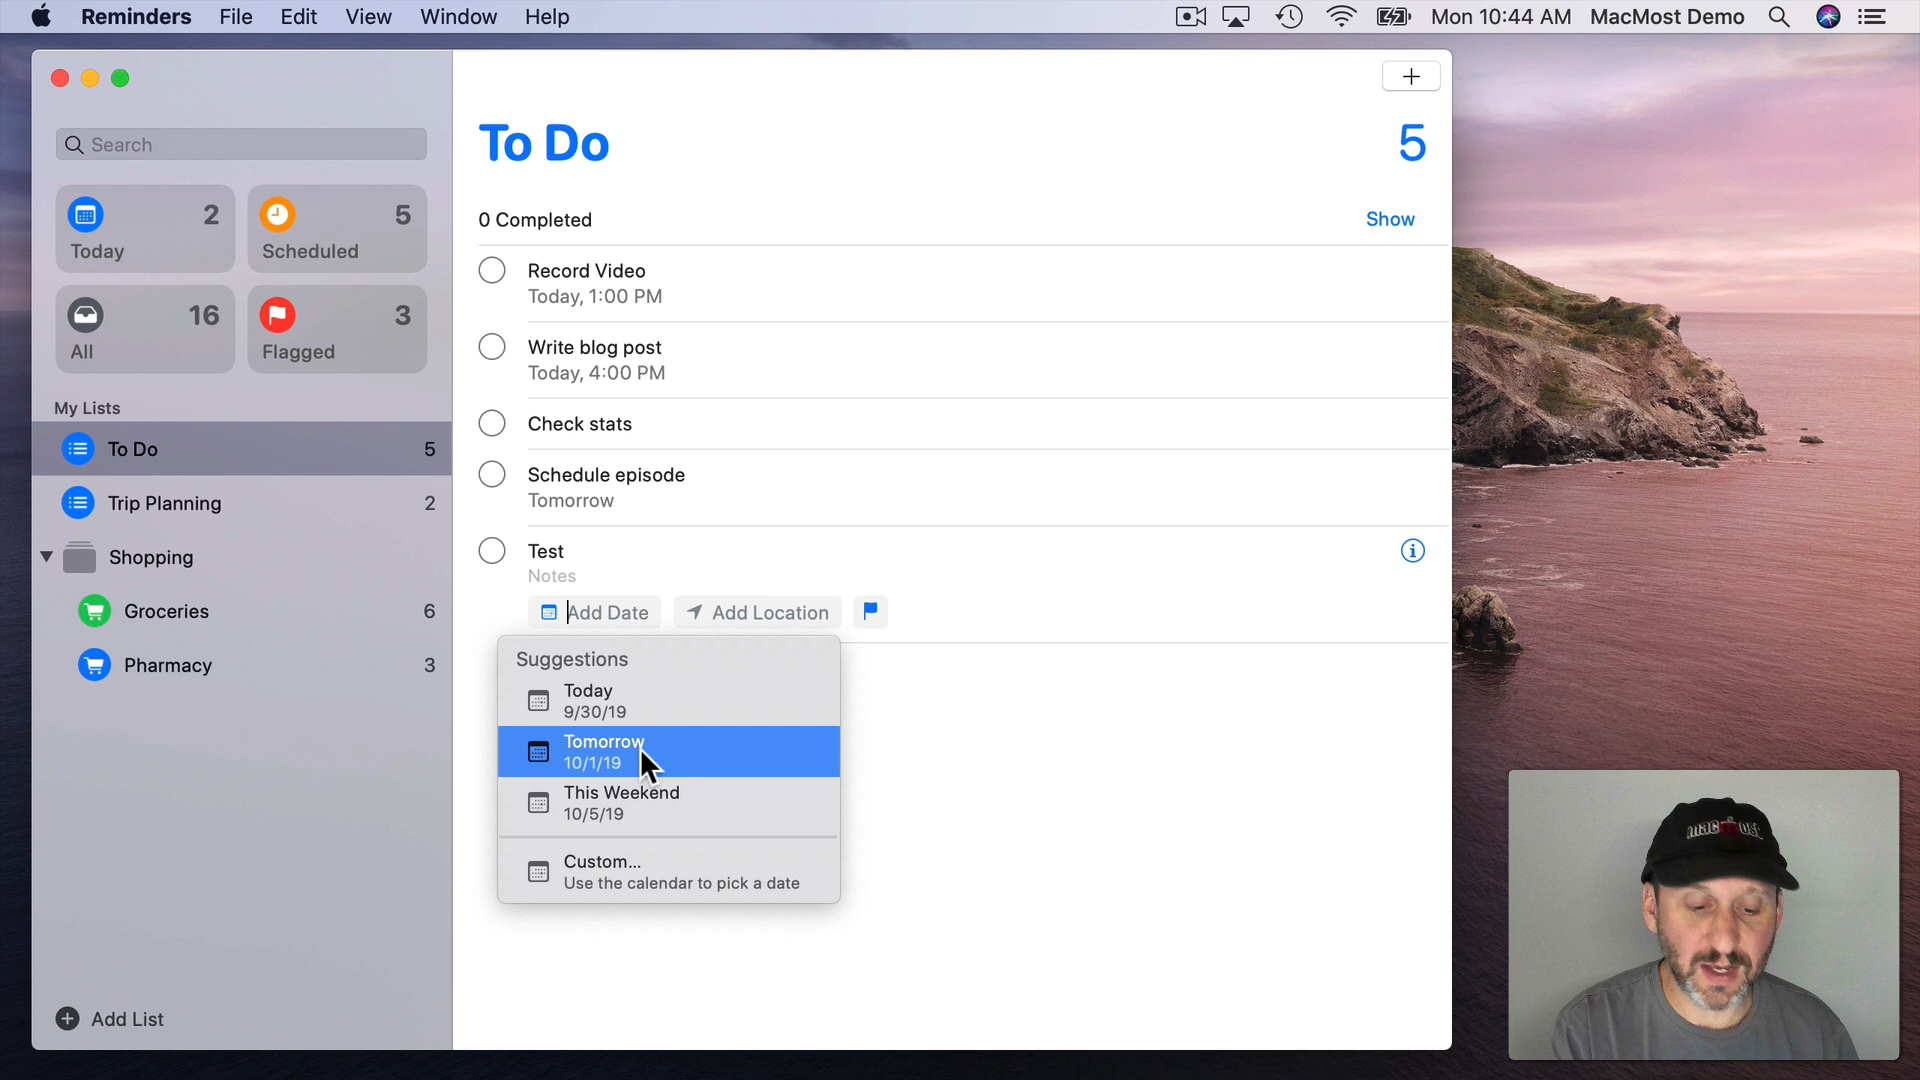 Reminders File Edit View Window Help Mon 10:44 AM MacMost Demo
Search
2
Today
5
Scheduled
16
All
3
Flagged
My Lists
To Do 5
Trip Planning 2
Shopping
Groceries 6
Pharmacy 3
Add List
To Do 5
0 Completed Show
Record Video
Today, 1:00 PM
Write blog post
Today, 4:00 PM
Check stats
Schedule episode
Tomorrow
Test
Notes
Add Date Add Location
Suggestions
Today
9/30/19
Tomorrow
10/1/19
This Weekend
10/5/19
Custom...
Use the calendar to pick a date
macmost